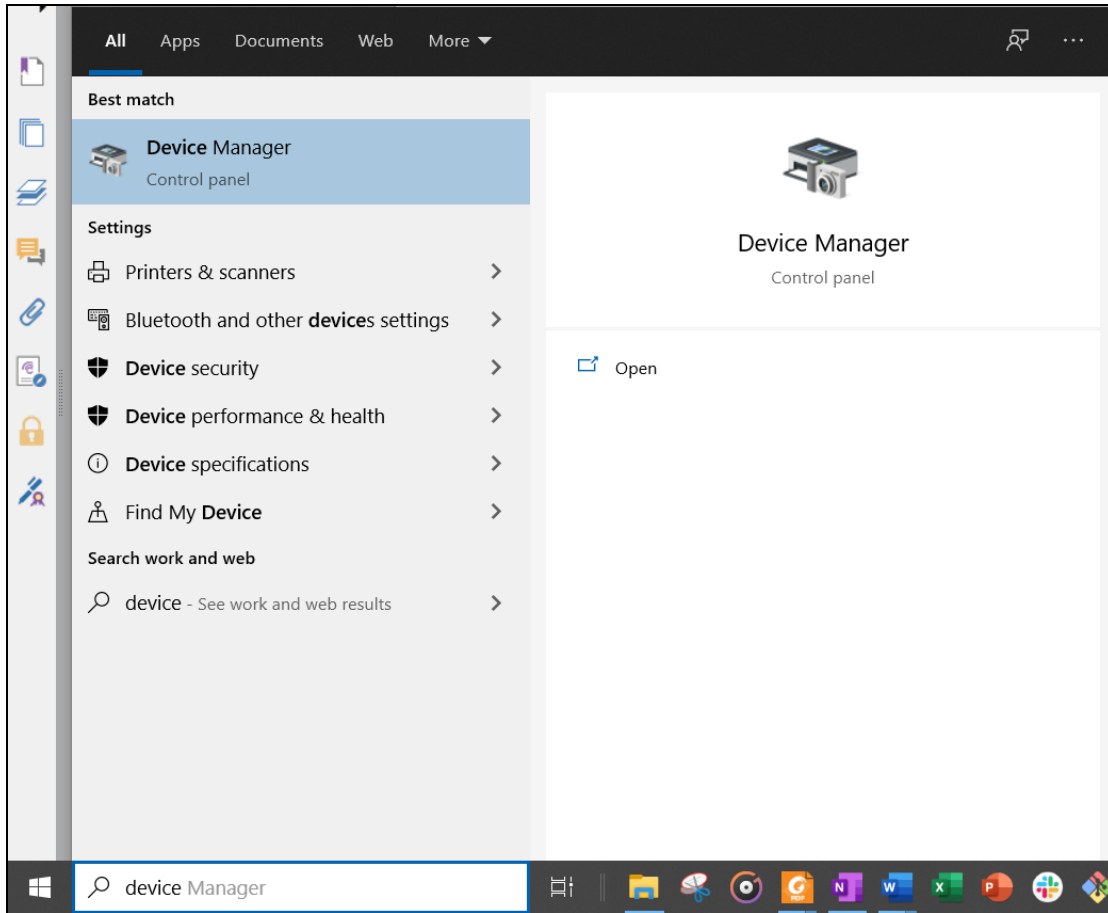 All Apps Documents Web More
Best match
Device Manager
Control panel
Settings
Printers & scanners
Bluetooth and other devices settings
Device security
Device performance & health
Device specifications
Find My Device
Search work and web
device - See work and web results
Device Manager
Control panel
Open
device Manager
PDF
N
W
X
P